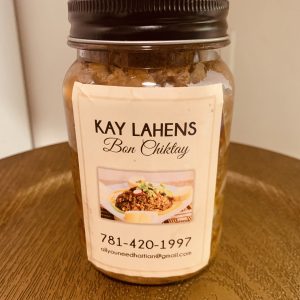 KAY LAHENS
Bon Chiktay
781-420-1997
allyouneedhaitian@gmail.com